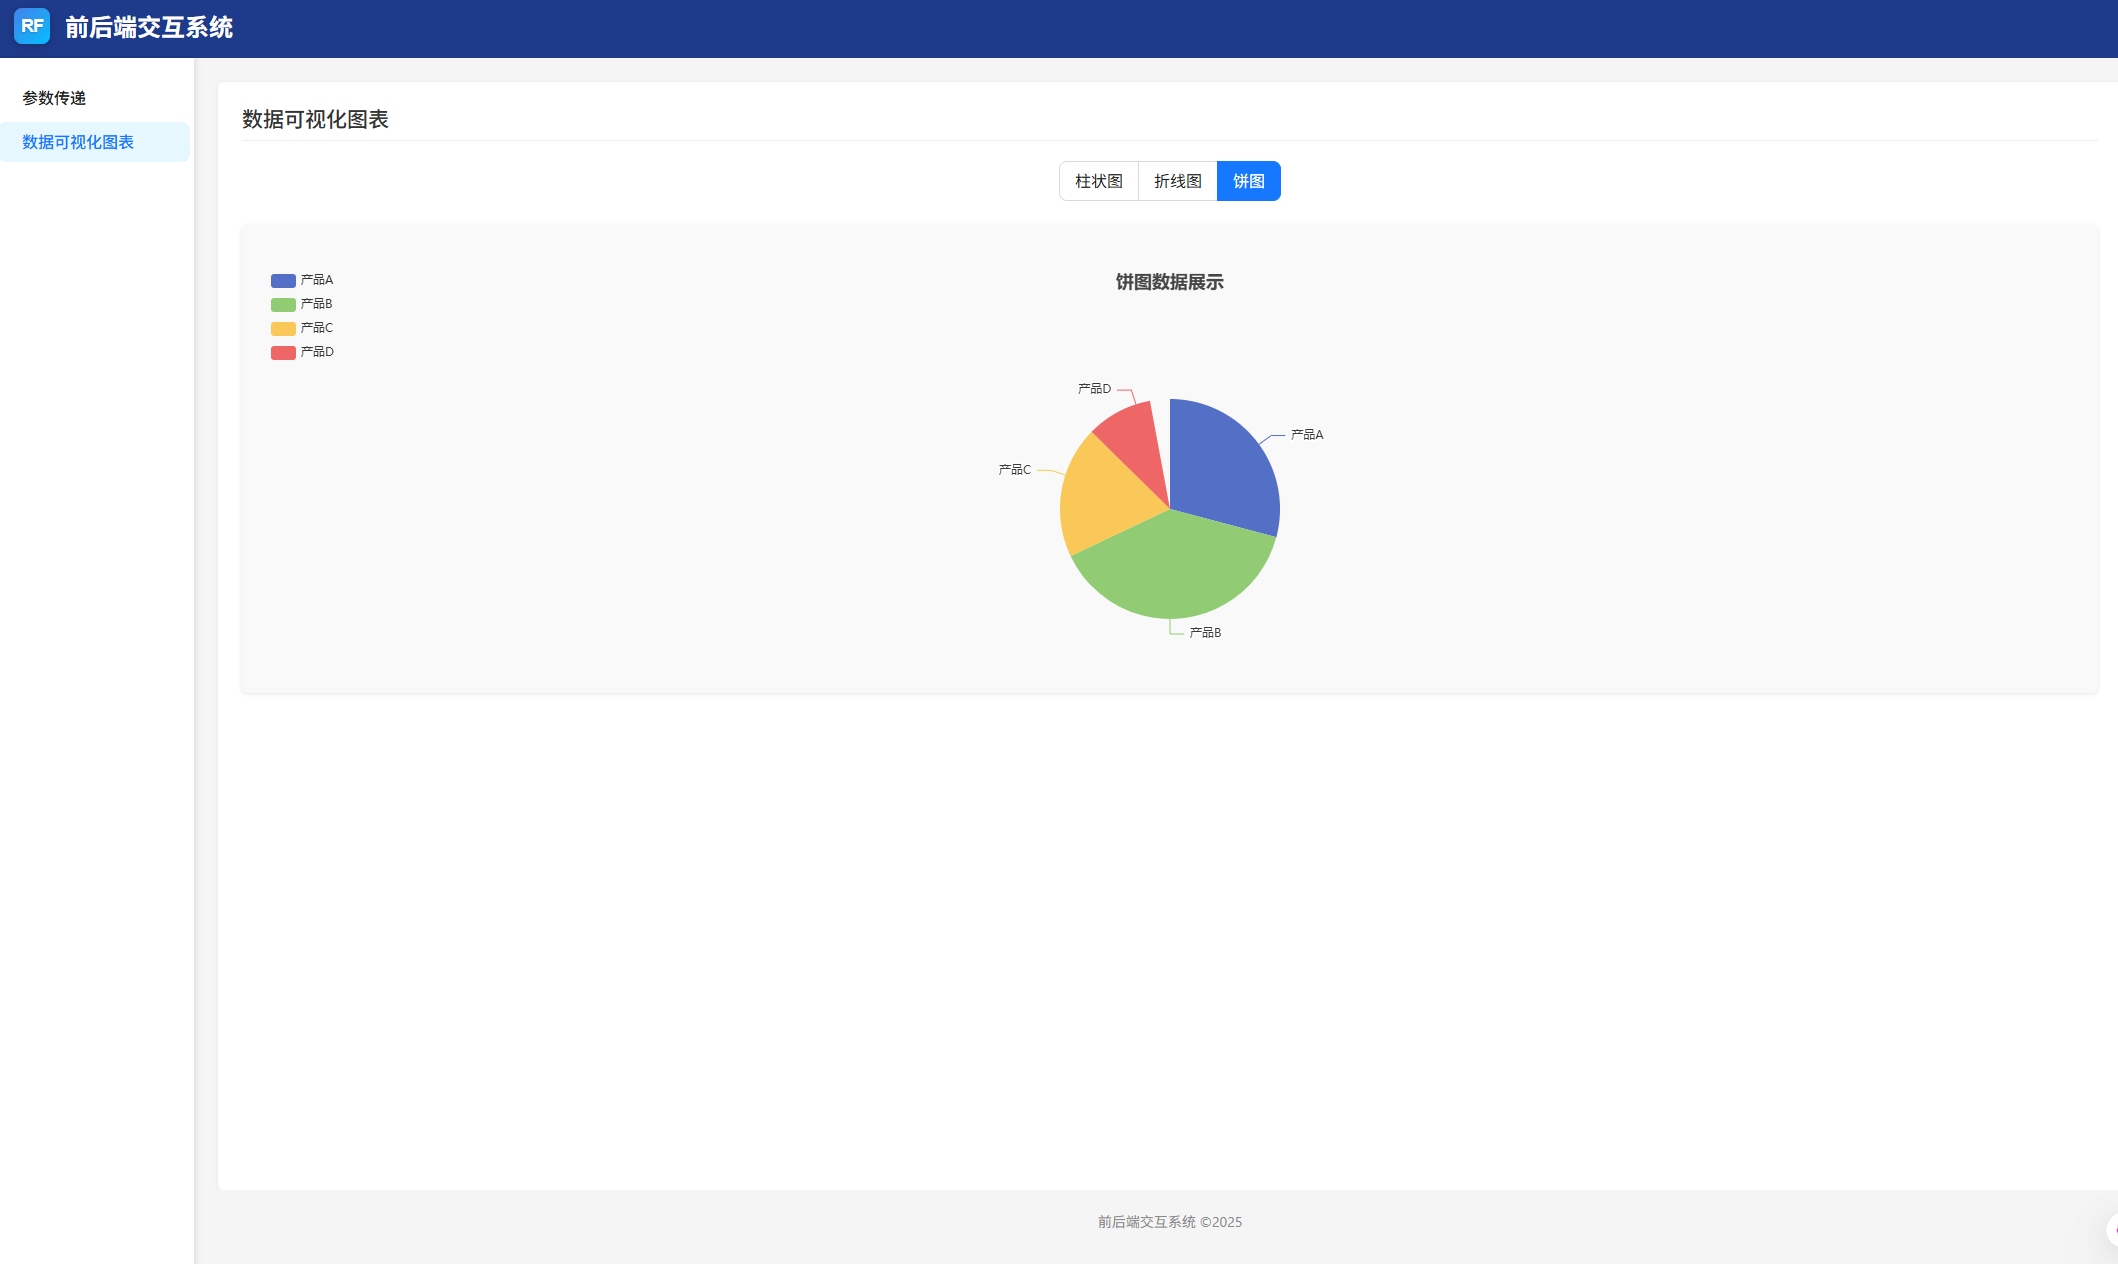 RF 前后端交互系统
参数传递
数据可视化图表
数据可视化图表
柱状图 折线图 饼图
饼图数据展示
产品A
产品B
产品C
产品D
产品D
产品A
产品C
产品B
前后端交互系统 ©2025